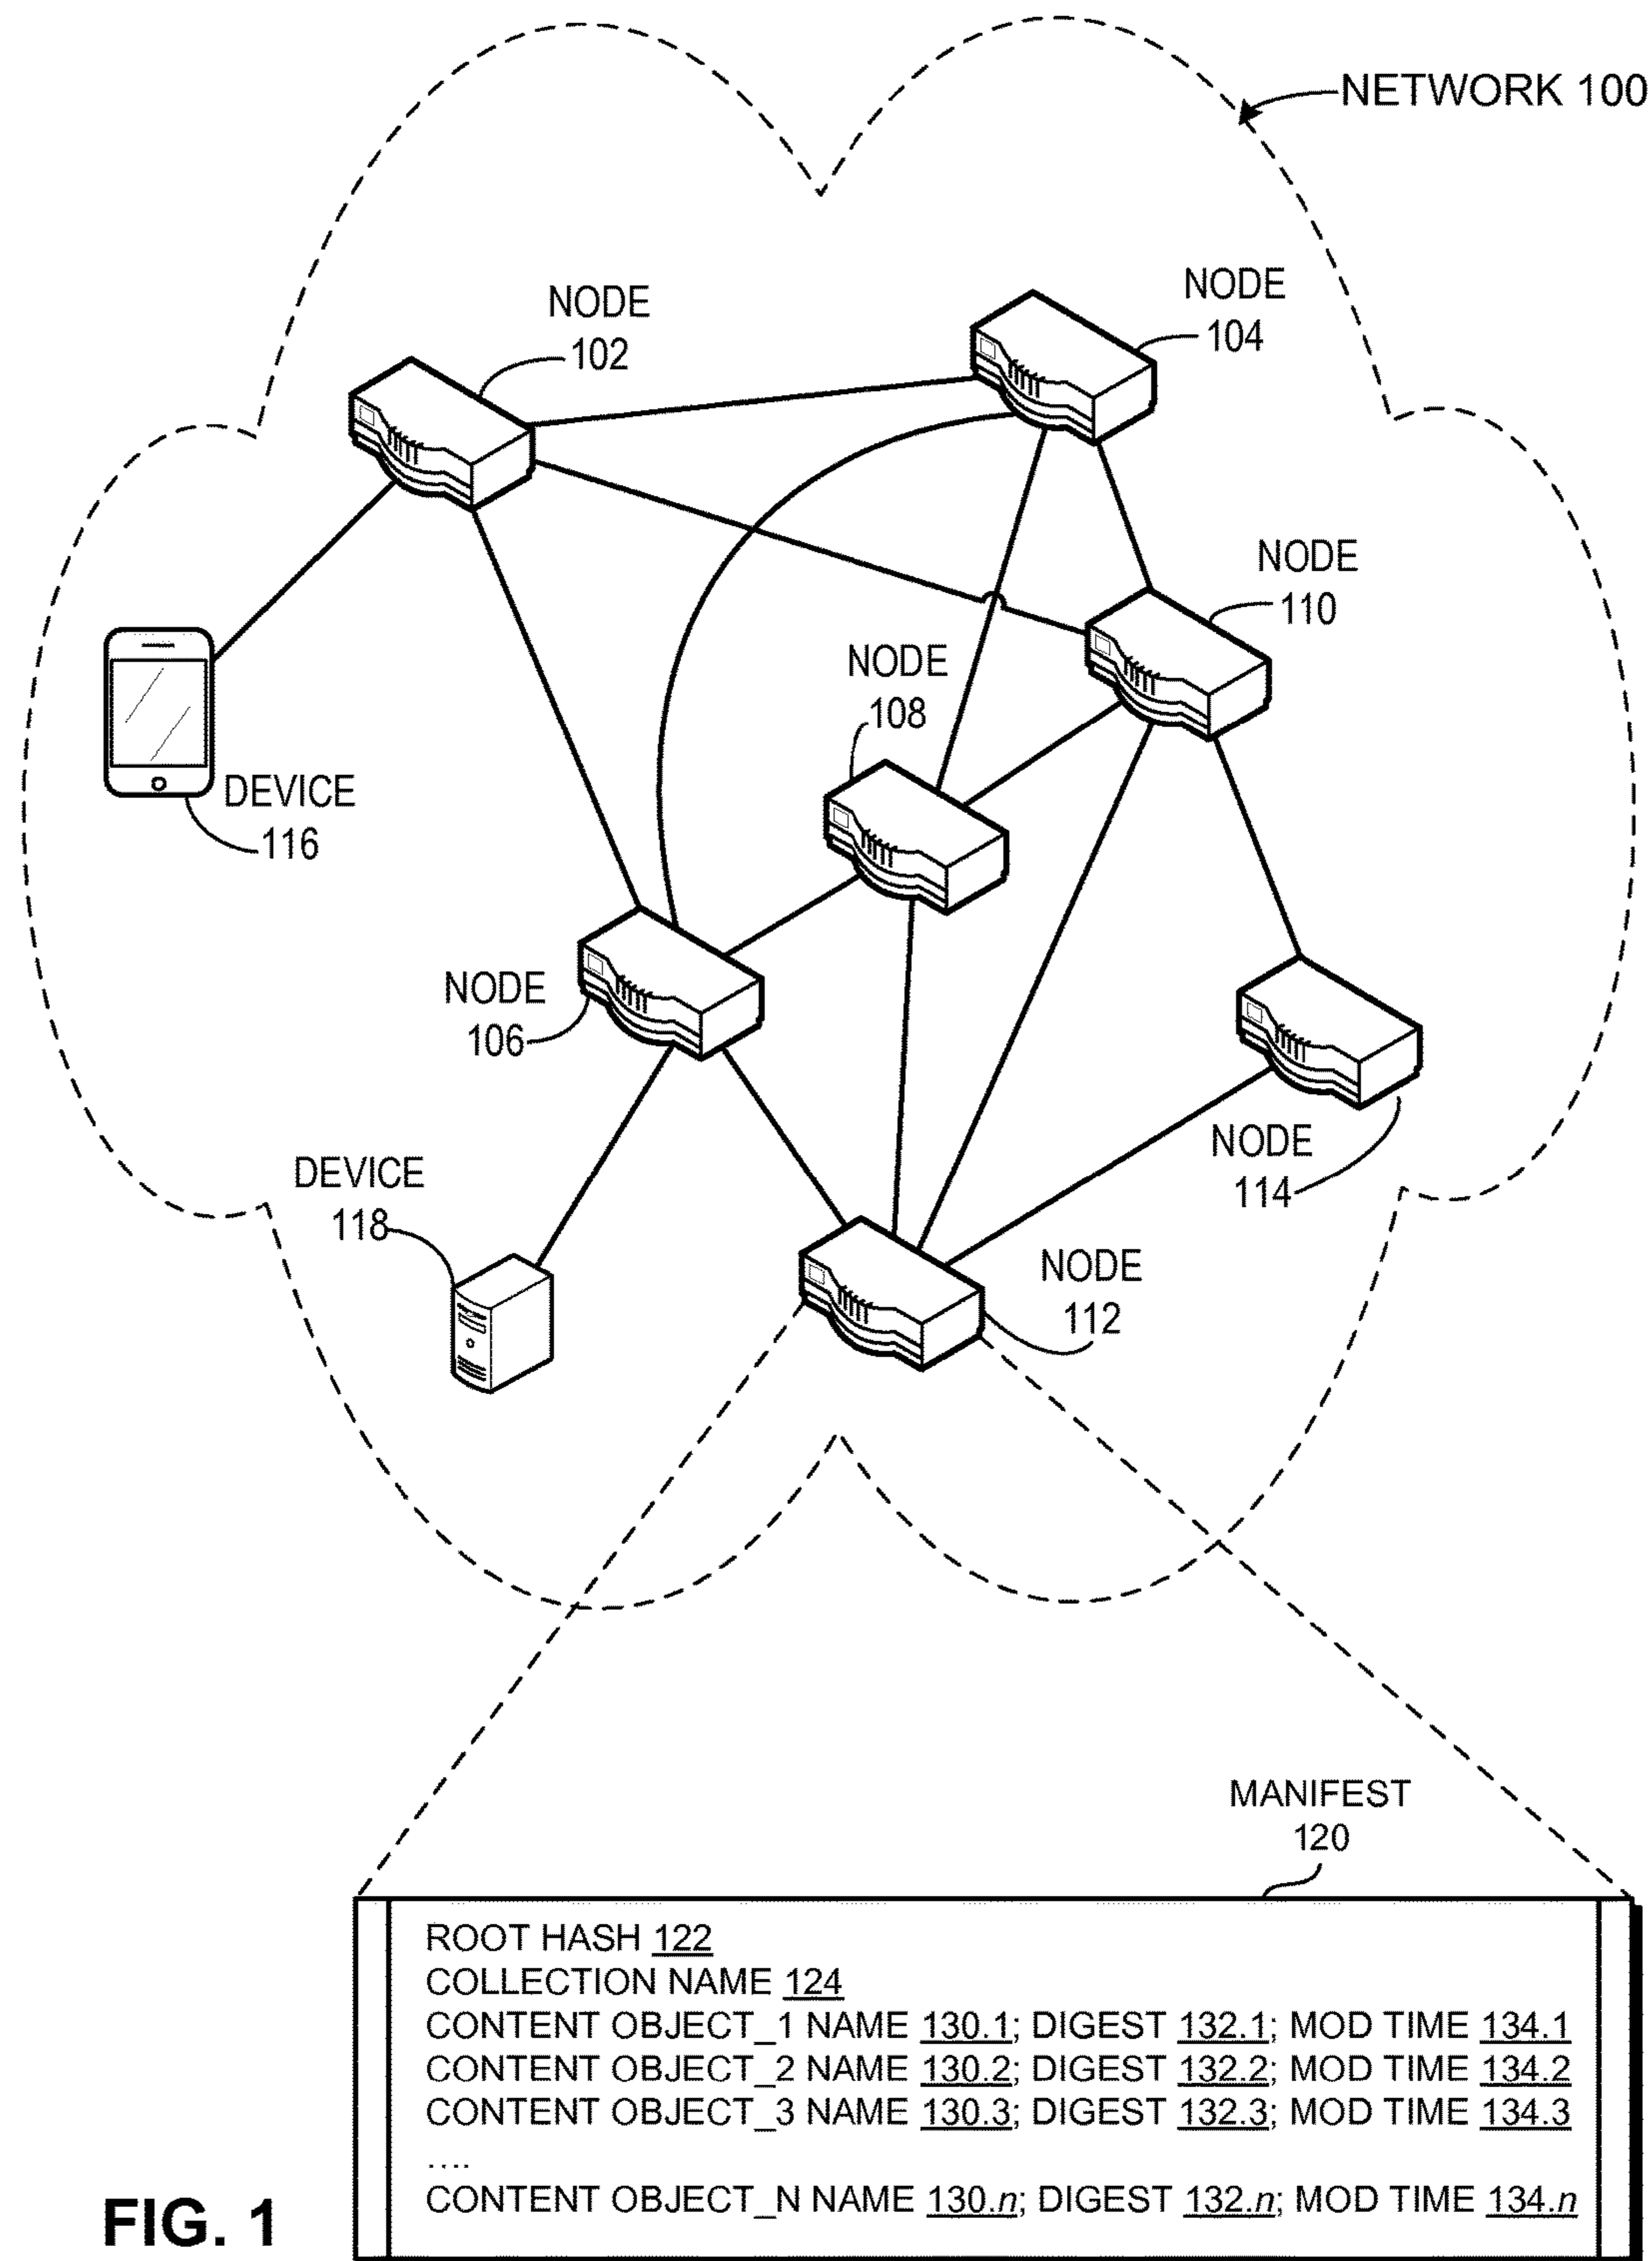 NETWORK 100
NODE
102
NODE
104
NODE
110
NODE
108
DEVICE
116
NODE
106
NODE
114
DEVICE
118
NODE
112
MANIFEST
120
ROOT HASH 122
COLLECTION NAME 124
CONTENT OBJECT_1 NAME 130.1; DIGEST 132.1; MOD TIME 134.1
CONTENT OBJECT_2 NAME 130.2; DIGEST 132.2; MOD TIME 134.2
CONTENT OBJECT_3 NAME 130.3; DIGEST 132.3; MOD TIME 134.3
....
CONTENT OBJECT_N NAME 130.n; DIGEST 132.n; MOD TIME 134.n
FIG. 1